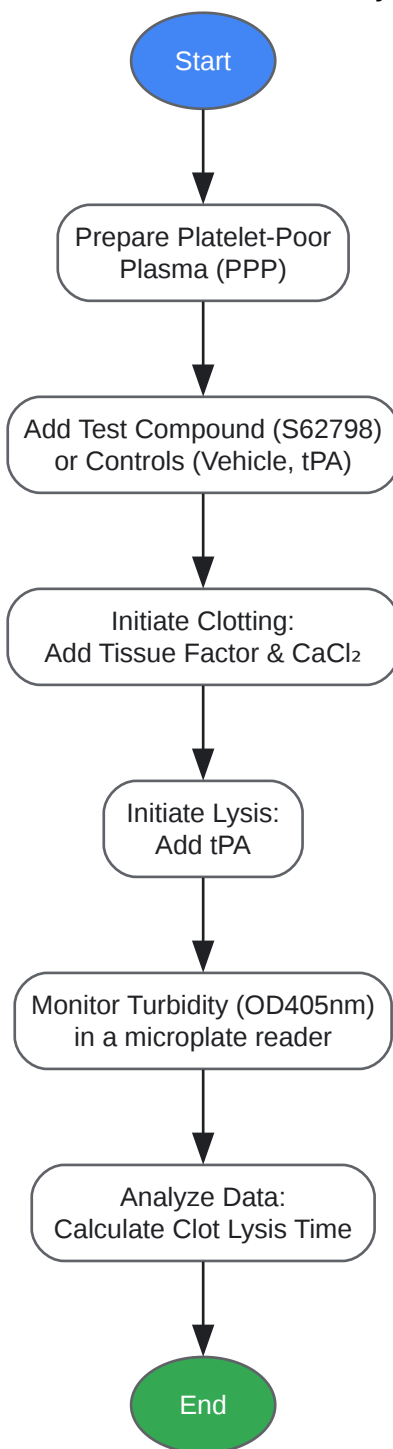 Start
Prepare Platelet-Poor
Plasma (PPP)
Add Test Compound (S62798)
or Controls (Vehicle, tPA)
Initiate Clotting:
Add Tissue Factor & CaCl₂
Initiate Lysis:
Add tPA
Monitor Turbidity (OD405nm)
in a microplate reader
Analyze Data:
Calculate Clot Lysis Time
End